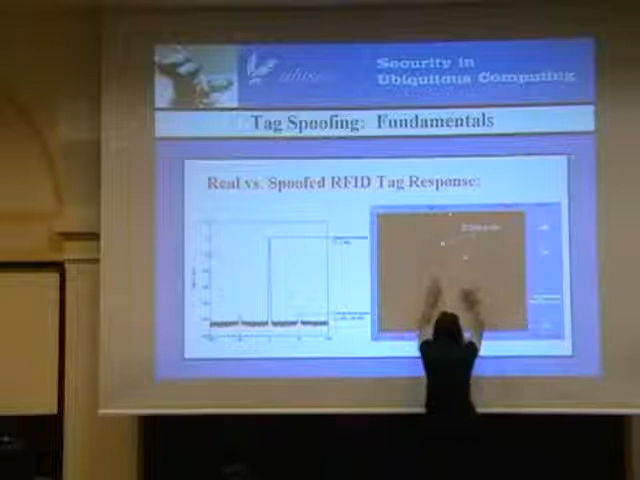 Security in
Ubiquitous Computing
Tag Spoofing: Fundamentals
Real vs. Spoofed RFID Tag Response: